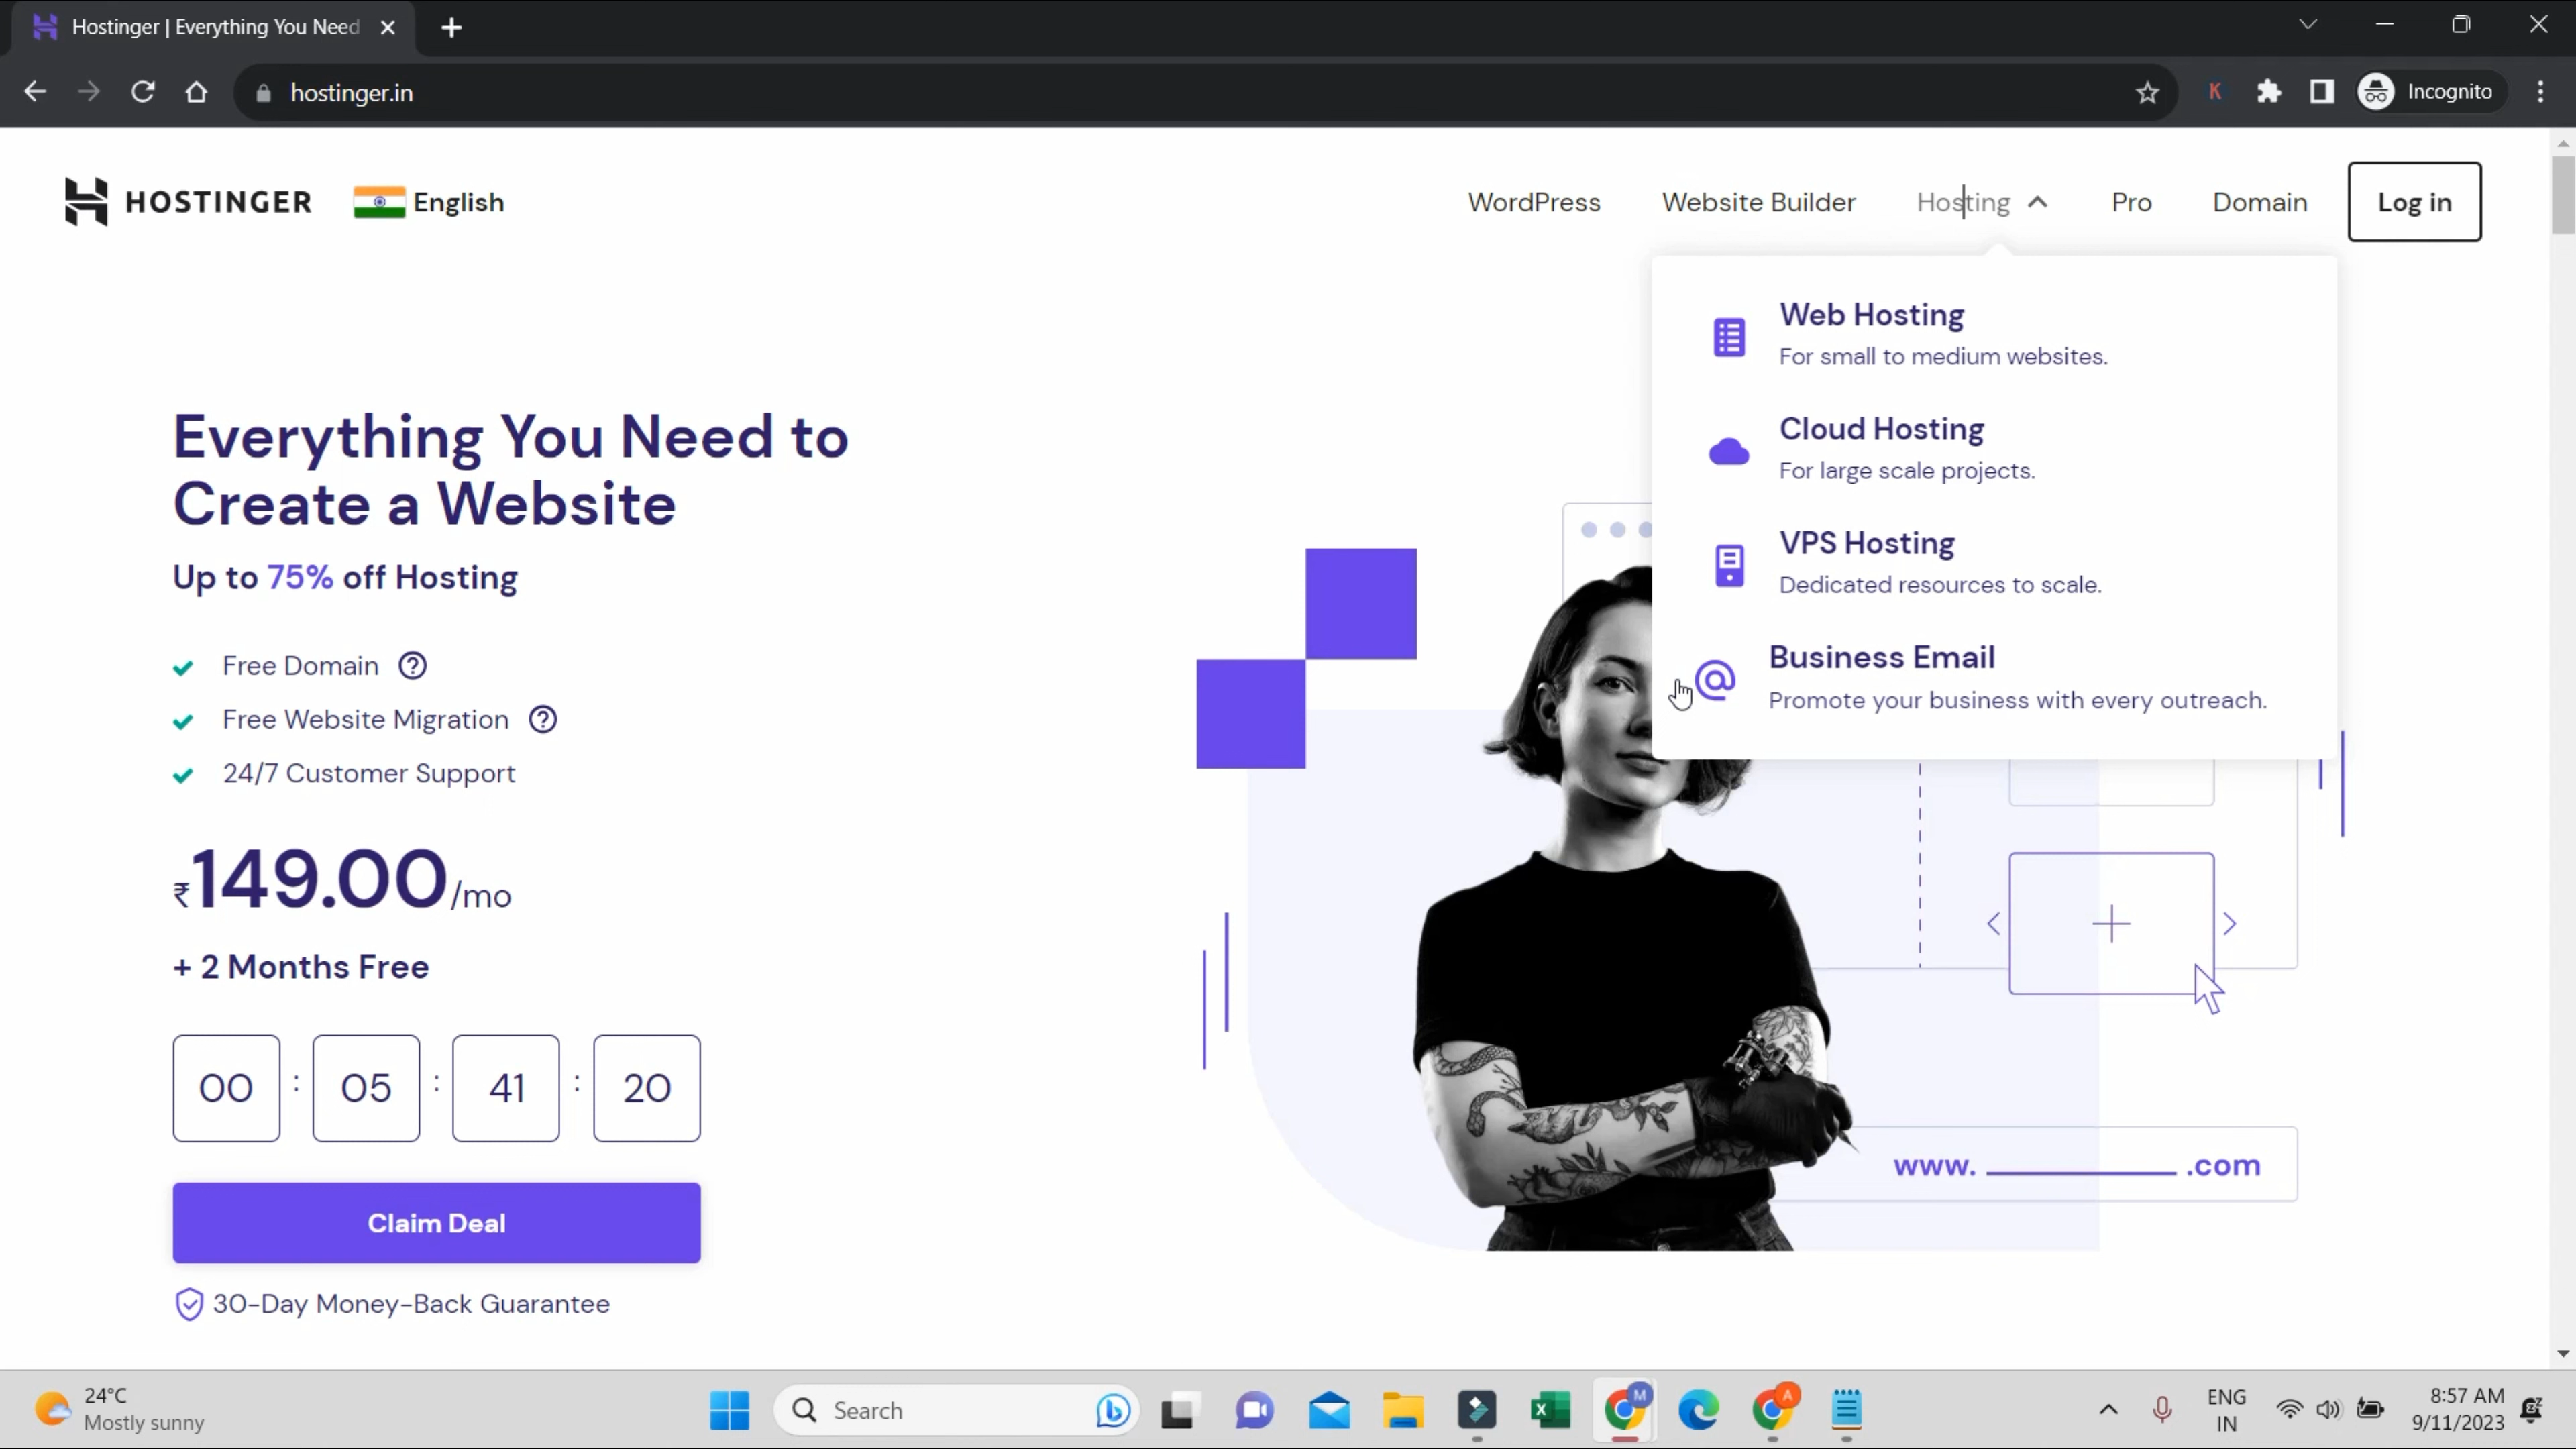 Hostinger | Everything You Need
hostinger.in
K
Incognito
HOSTINGER
English
WordPress
Website Builder
Hosting
Pro
Domain
Log in
Web Hosting
For small to medium websites.
Cloud Hosting
For large scale projects.
VPS Hosting
Dedicated resources to scale.
Business Email
Promote your business with every outreach.
Everything You Need to
Create a Website
Up to 75% off Hosting
Free Domain
Free Website Migration
24/7 Customer Support
₹149.00/mo
+ 2 Months Free
00 : 05 : 41 : 20
Claim Deal
30-Day Money-Back Guarantee
www. ________ .com
24°C
Mostly sunny
Search
M
A
ENG
IN
8:57 AM
9/11/2023